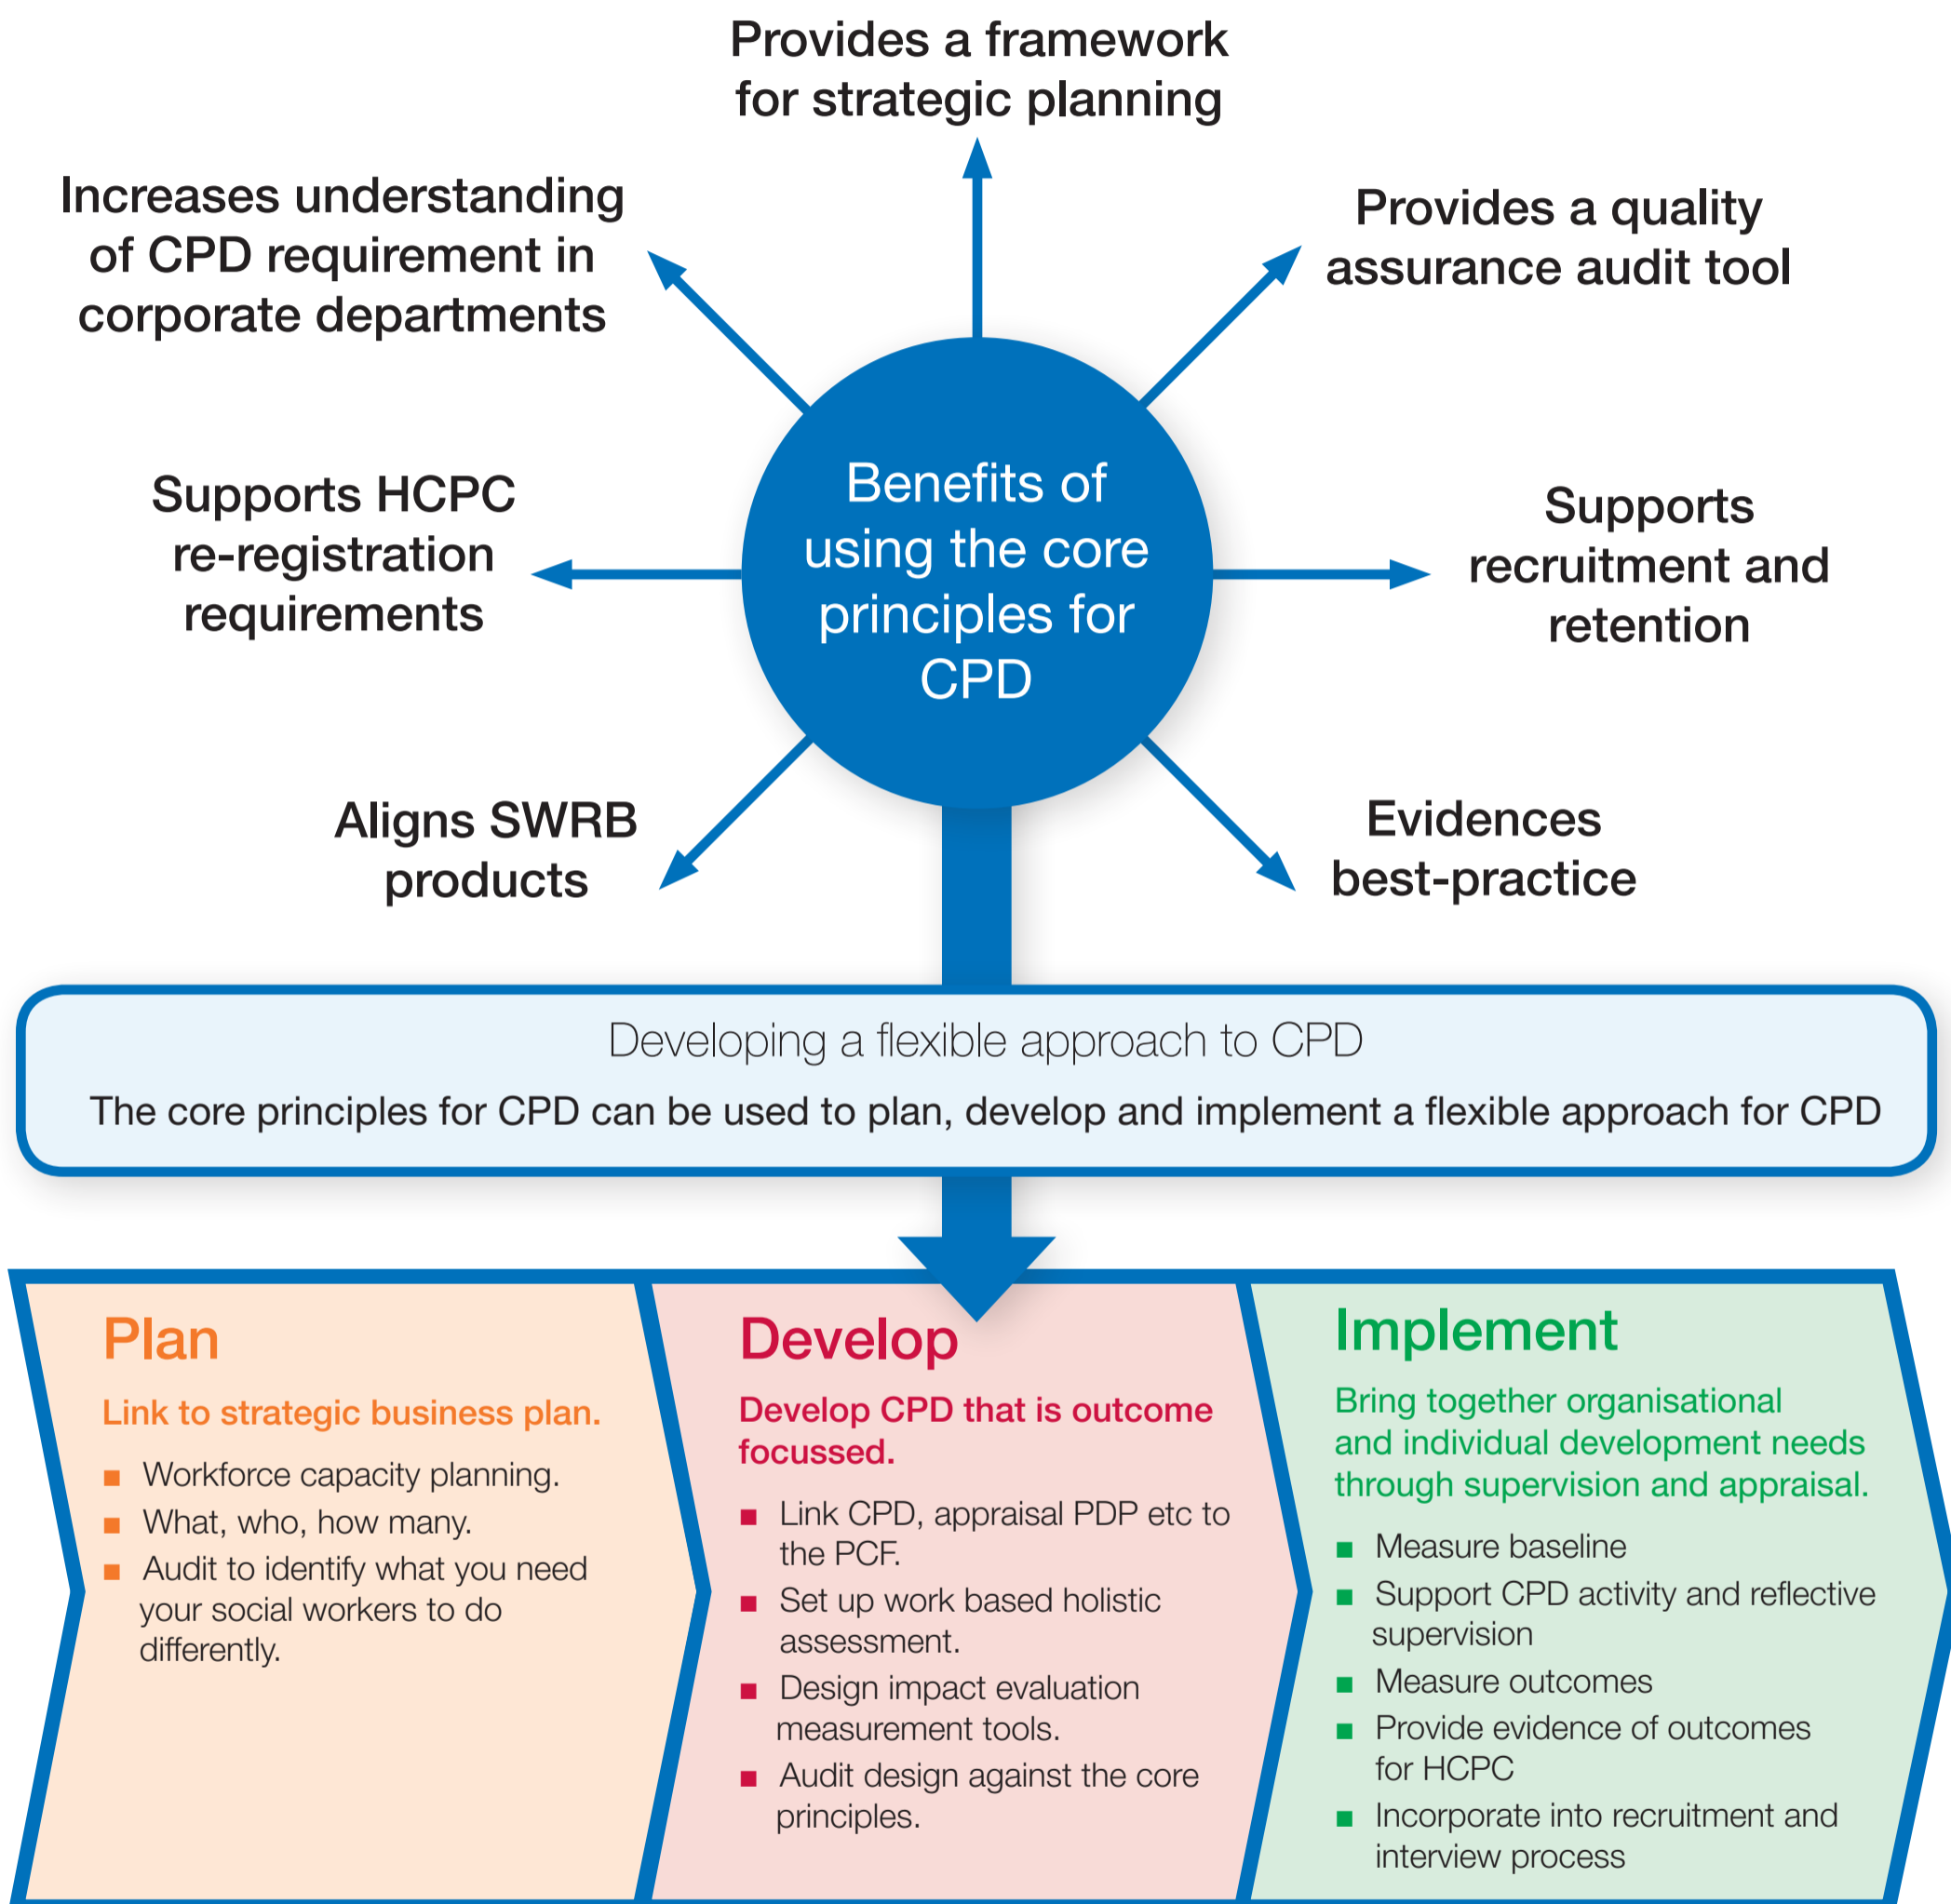 Provides a framework
for strategic planning
Increases understanding
of CPD requirement in
corporate departments
Provides a quality
assurance audit tool
Supports HCPC
re-registration
requirements
Benefits of
using the core
principles for
CPD
Supports
recruitment and
retention
Aligns SWRB
products
Evidences
best-practice
Developing a flexible approach to CPD
The core principles for CPD can be used to plan, develop and implement a flexible approach for CPD
Plan
Link to strategic business plan.
■ Workforce capacity planning.
■ What, who, how many.
■ Audit to identify what you need
your social workers to do
differently.
Develop
Develop CPD that is outcome
focussed.
■ Link CPD, appraisal PDP etc to
the PCF.
■ Set up work based holistic
assessment.
■ Design impact evaluation
measurement tools.
■ Audit design against the core
principles.
Implement
Bring together organisational
and individual development needs
through supervision and appraisal.
■ Measure baseline
■ Support CPD activity and reflective
supervision
■ Measure outcomes
■ Provide evidence of outcomes
for HCPC
■ Incorporate into recruitment and
interview process